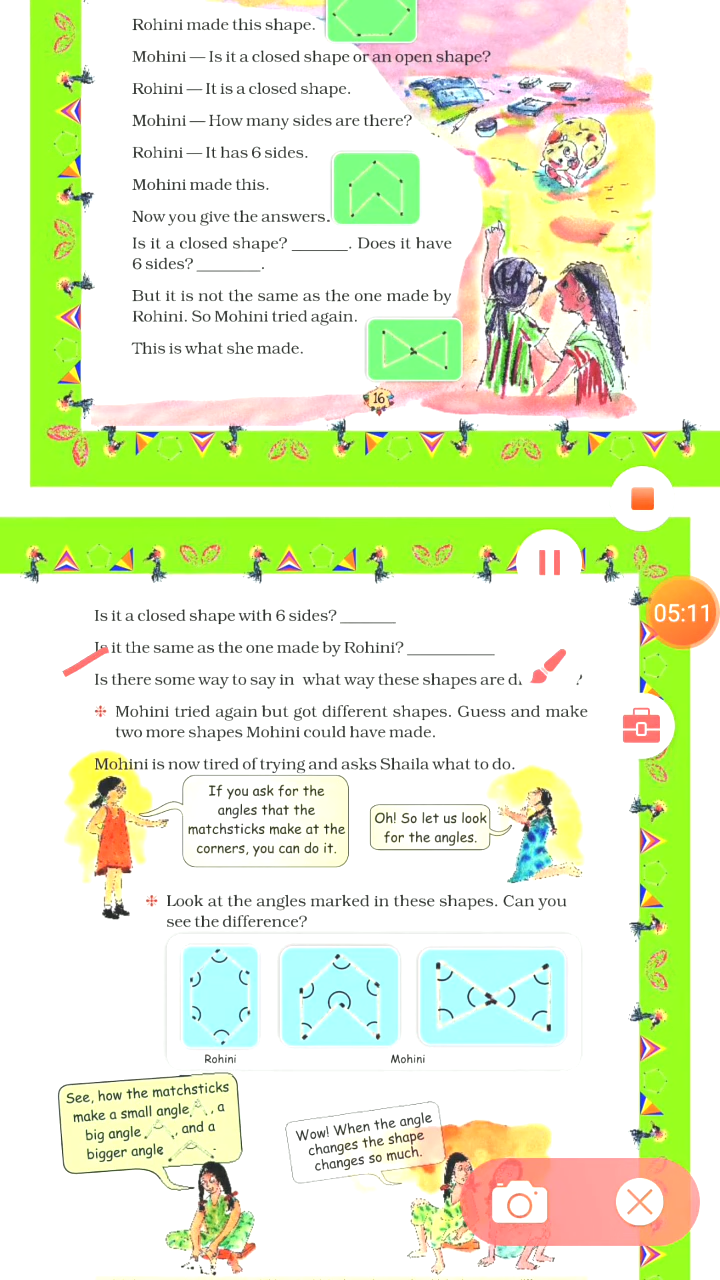 Rohini made this shape.
Mohini — Is it a closed shape or an open shape?
Rohini — It is a closed shape.
Mohini — How many sides are there?
Rohini — It has 6 sides.
Mohini made this.
Now you give the answers.
Is it a closed shape? ______. Does it have
6 sides? _______.
But it is not the same as the one made by
Rohini. So Mohini tried again.
This is what she made.
16
05:11
Is it a closed shape with 6 sides? ______
Is it the same as the one made by Rohini? _________
Is there some way to say in what way these shapes are ?
Mohini tried again but got different shapes. Guess and make
two more shapes Mohini could have made.
Mohini is now tired of trying and asks Shaila what to do.
If you ask for the
angles that the
matchsticks make at the
corners, you can do it.
Oh! So let us look
for the angles.
Look at the angles marked in these shapes. Can you
see the difference?
Rohini
Mohini
See, how the matchsticks
make a small angle , a
big angle , and a
bigger angle
Wow! When the angle
changes the shape
changes so much.